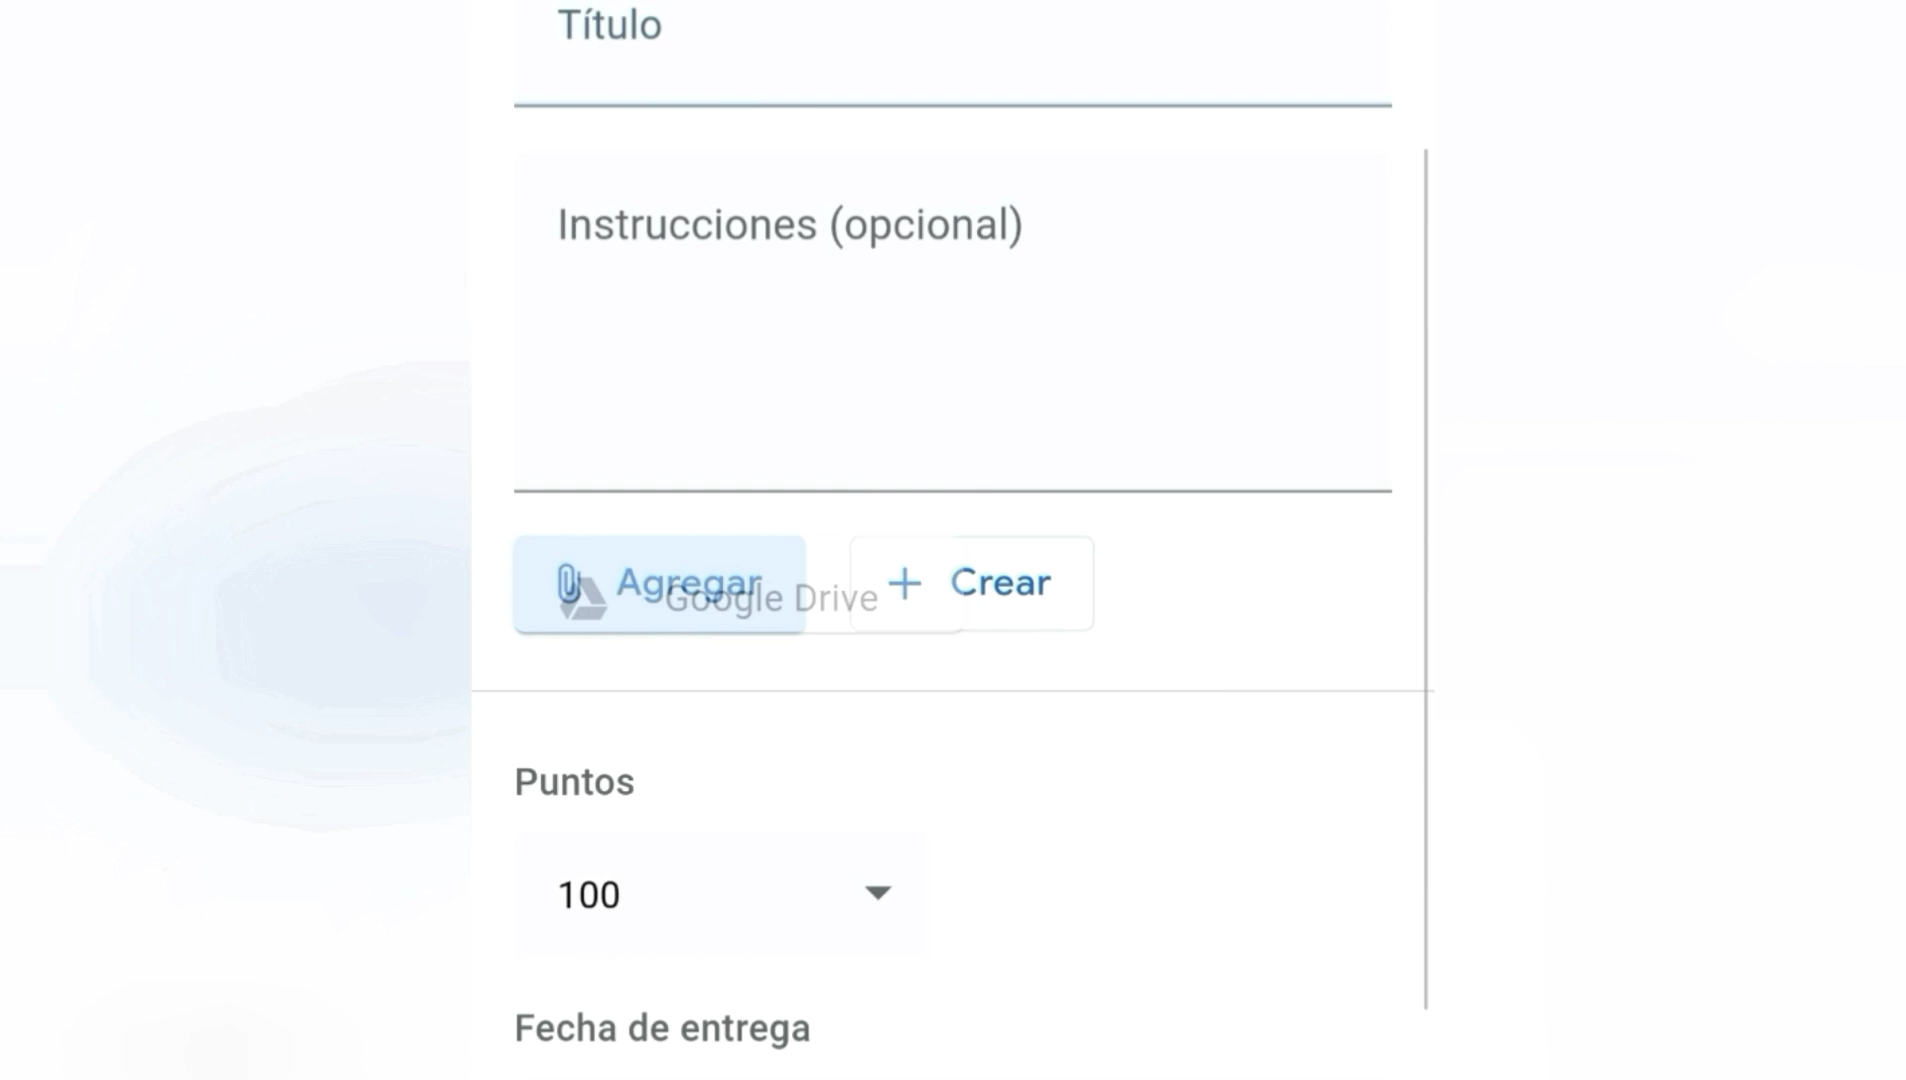 Título
Instrucciones (opcional)
Agregar
Google Drive
Crear
Puntos
100
Fecha de entrega